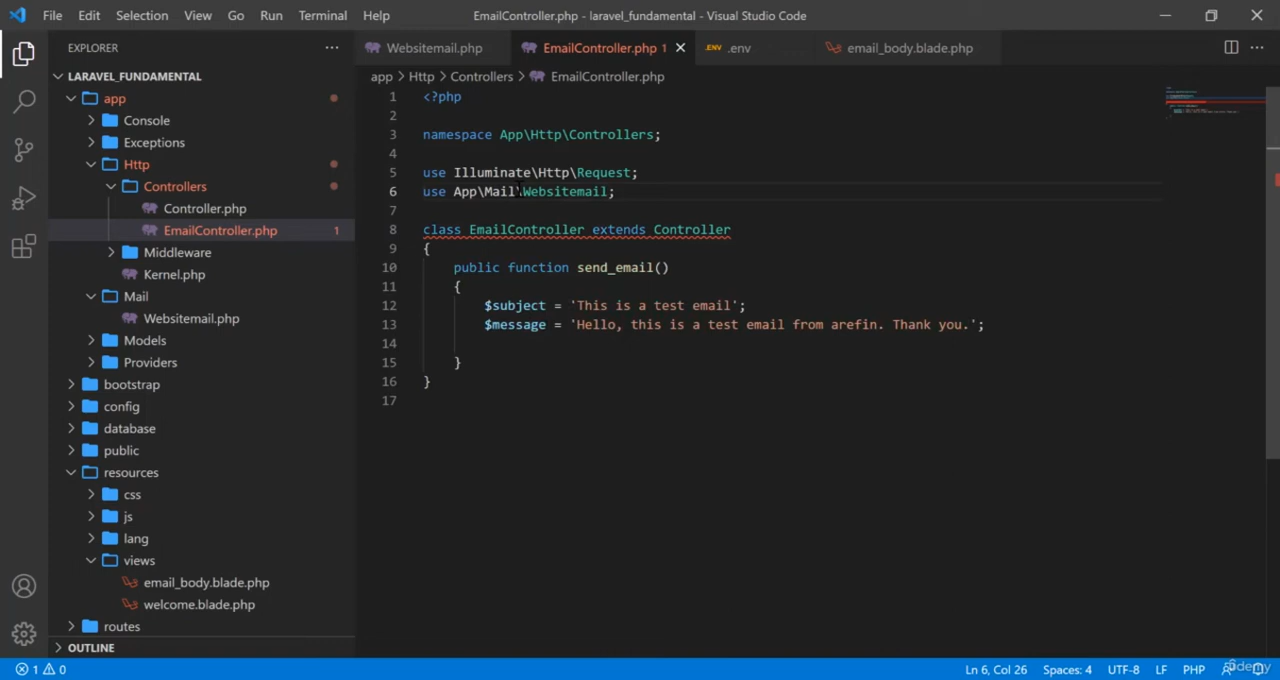 File Edit Selection View Go Run Terminal Help EmailController.php - laravel_fundamental - Visual Studio Code
EXPLORER ···
Websitemail.php EmailController.php 1 .ENV .env email_body.blade.php ···
LARAVEL_FUNDAMENTAL
app
Console
Exceptions
Http
Controllers
Controller.php
EmailController.php 1
Middleware
Kernel.php
Mail
Websitemail.php
Models
Providers
bootstrap
config
database
public
resources
css
js
lang
views
email_body.blade.php
welcome.blade.php
routes
OUTLINE
app > Http > Controllers > EmailController.php
1 <?php
2
3 namespace App\Http\Controllers;
4
5 use Illuminate\Http\Request;
6 use App\Mail\Websitemail;
7
8 class EmailController extends Controller
9 {
10 public function send_email()
11 {
12 $subject = 'This is a test email';
13 $message = 'Hello, this is a test email from arefin. Thank you.';
14
15 }
16 }
17
1 0 Ln 6, Col 26 Spaces: 4 UTF-8 LF PHP
Udemy